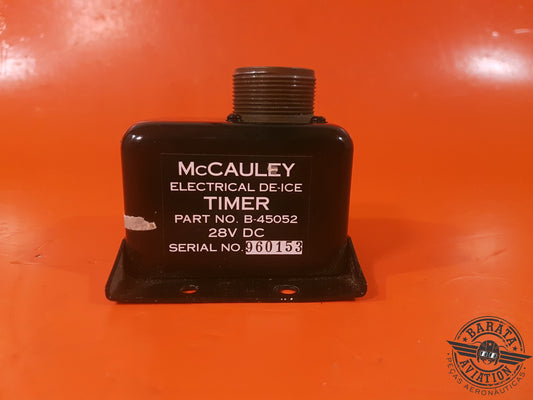 McCAULEY
ELECTRICAL DE-ICE
TIMER
PART NO. B-45052
28V DC
SERIAL NO. 960153
BARATA
AVIATION
PEÇAS AERONÁUTICAS